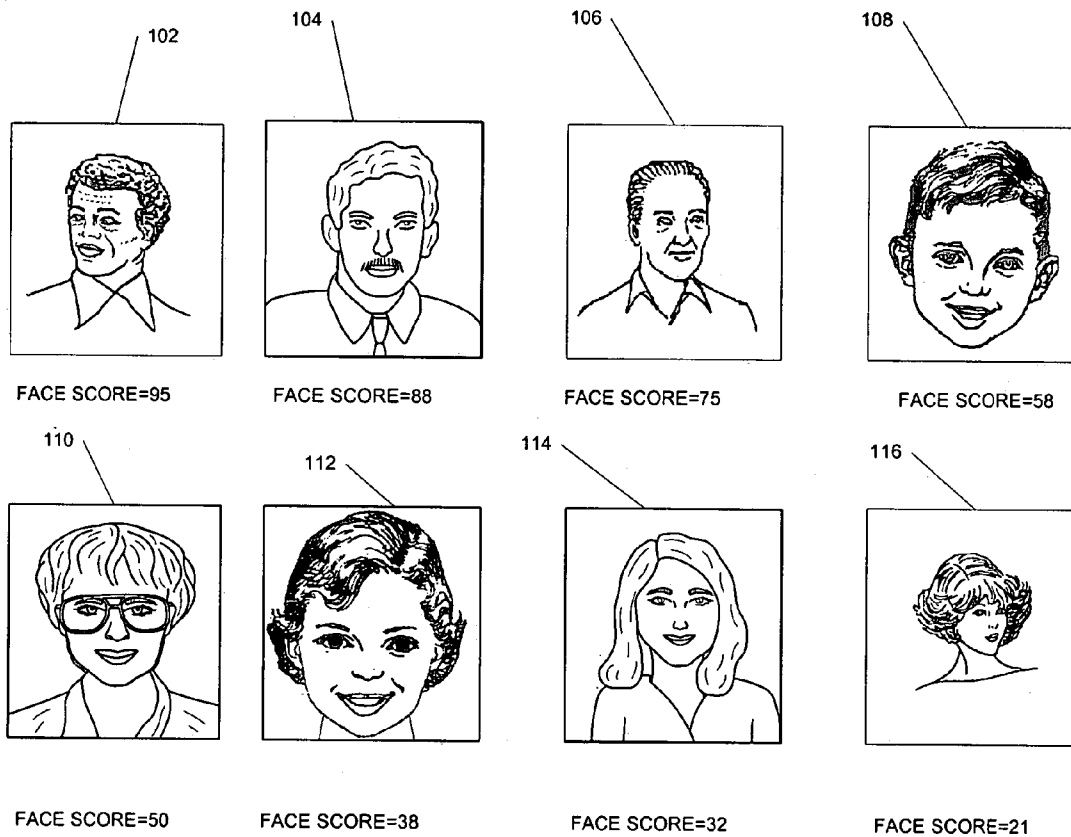 102
104
106
108
FACE SCORE=95
FACE SCORE=88
FACE SCORE=75
FACE SCORE=58
110
112
114
116
FACE SCORE=50
FACE SCORE=38
FACE SCORE=32
FACE SCORE=21